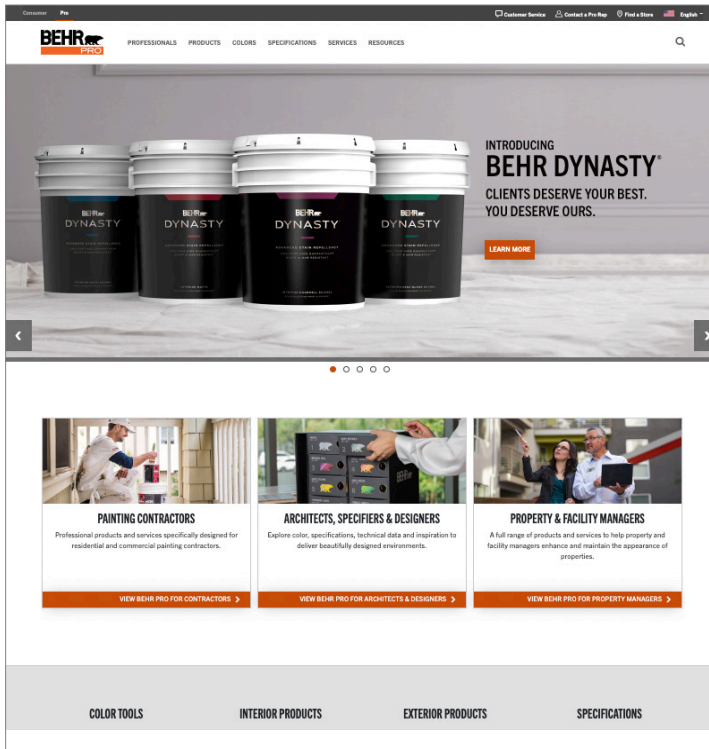 Consumer Pro
Customer Service Contact a Pro Rep Find a Store English
BEHR
PRO
PROFESSIONALS PRODUCTS COLORS SPECIFICATIONS SERVICES RESOURCES
INTRODUCING
BEHR DYNASTY®
CLIENTS DESERVE YOUR BEST.
YOU DESERVE OURS.
LEARN MORE
BEHR
DYNASTY
BEHR
DYNASTY
BEHR
DYNASTY
ADVANCED STAIN REPELLENCY
BEHR
DYNASTY
PAINTING CONTRACTORS
Professional products and services specifically designed for
residential and commercial painting contractors.
VIEW BEHR PRO FOR CONTRACTORS
ARCHITECTS, SPECIFIERS & DESIGNERS
Explore color, specifications, technical data and inspiration to
deliver beautifully designed environments.
VIEW BEHR PRO FOR ARCHITECTS & DESIGNERS
PROPERTY & FACILITY MANAGERS
A full range of products and services to help property and
facility managers enhance and maintain the appearance of
properties.
VIEW BEHR PRO FOR PROPERTY MANAGERS
COLOR TOOLS INTERIOR PRODUCTS EXTERIOR PRODUCTS SPECIFICATIONS